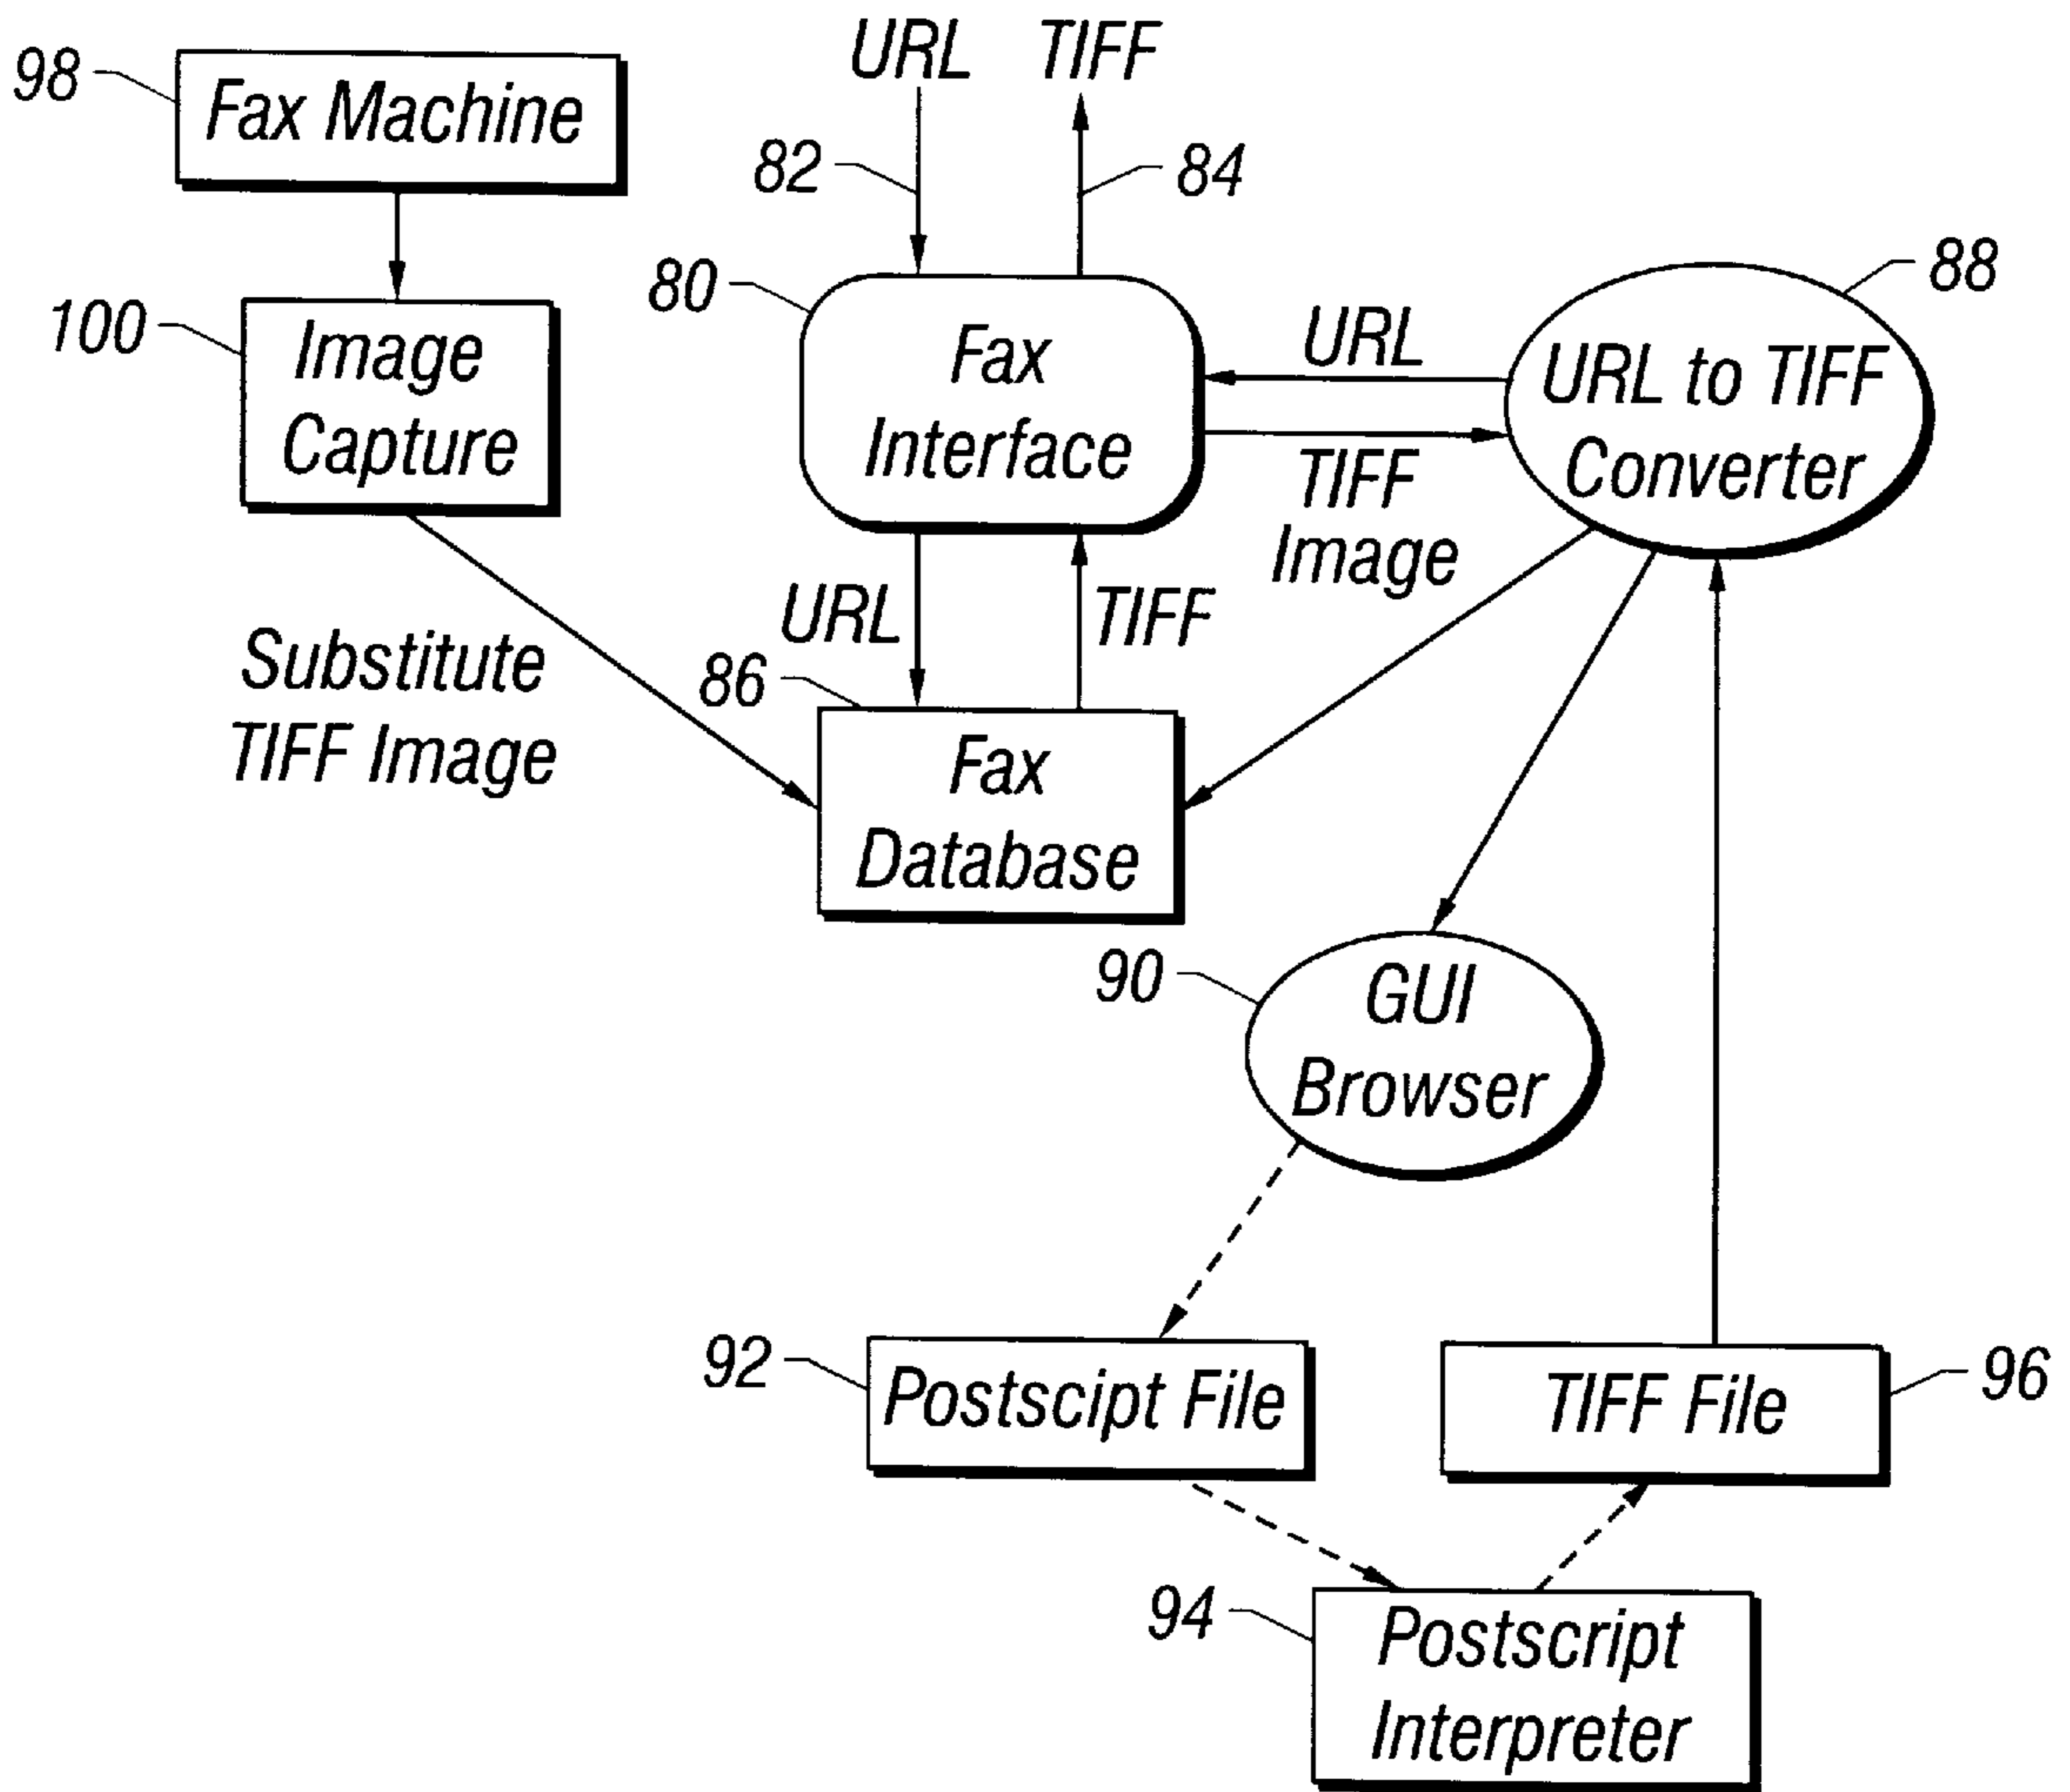 URL TIFF
98
Fax Machine
82
84
80
88
100
Image
Capture
Fax
Interface
URL
URL to TIFF
Converter
TIFF
Image
URL
TIFF
Substitute
TIFF Image
86
Fax
Database
90
GUI
Browser
92
Postscipt File
TIFF File
96
94
Postscript
Interpreter